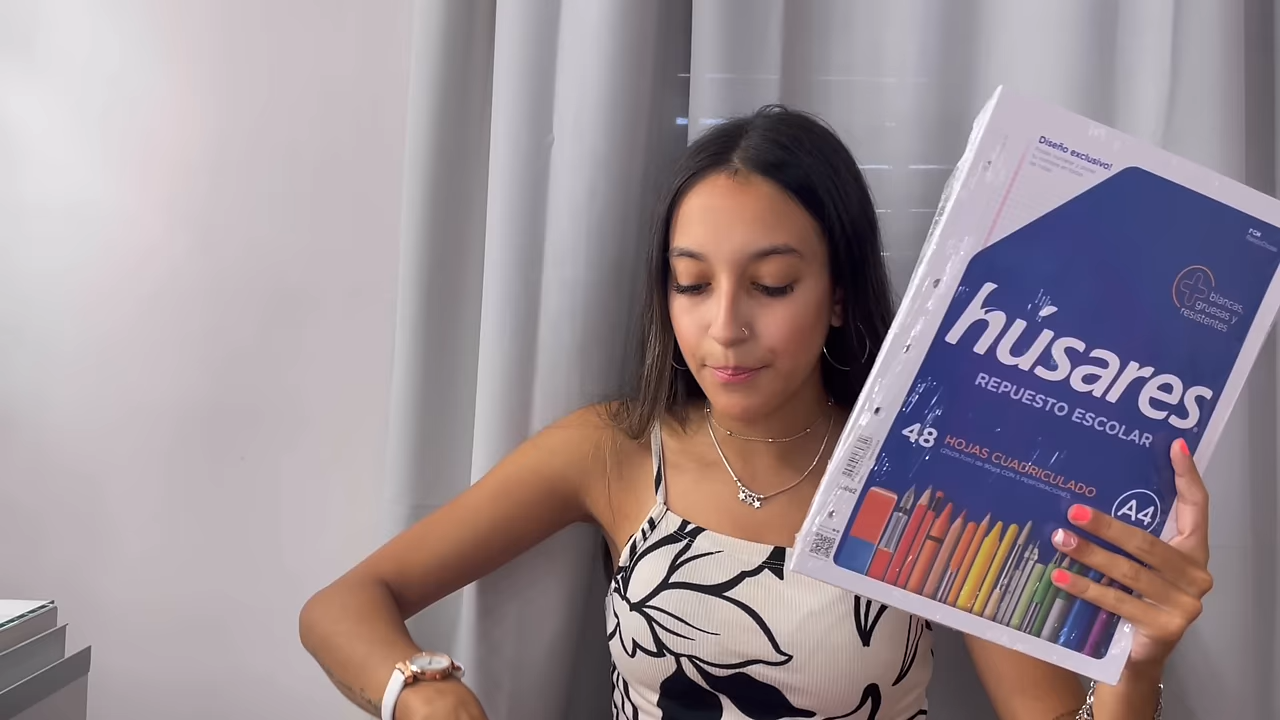 Diseño exclusivo!
blancas,
gruesas y
resistentes
húsares
REPUESTO ESCOLAR
48 HOJAS CUADRICULADO
A4